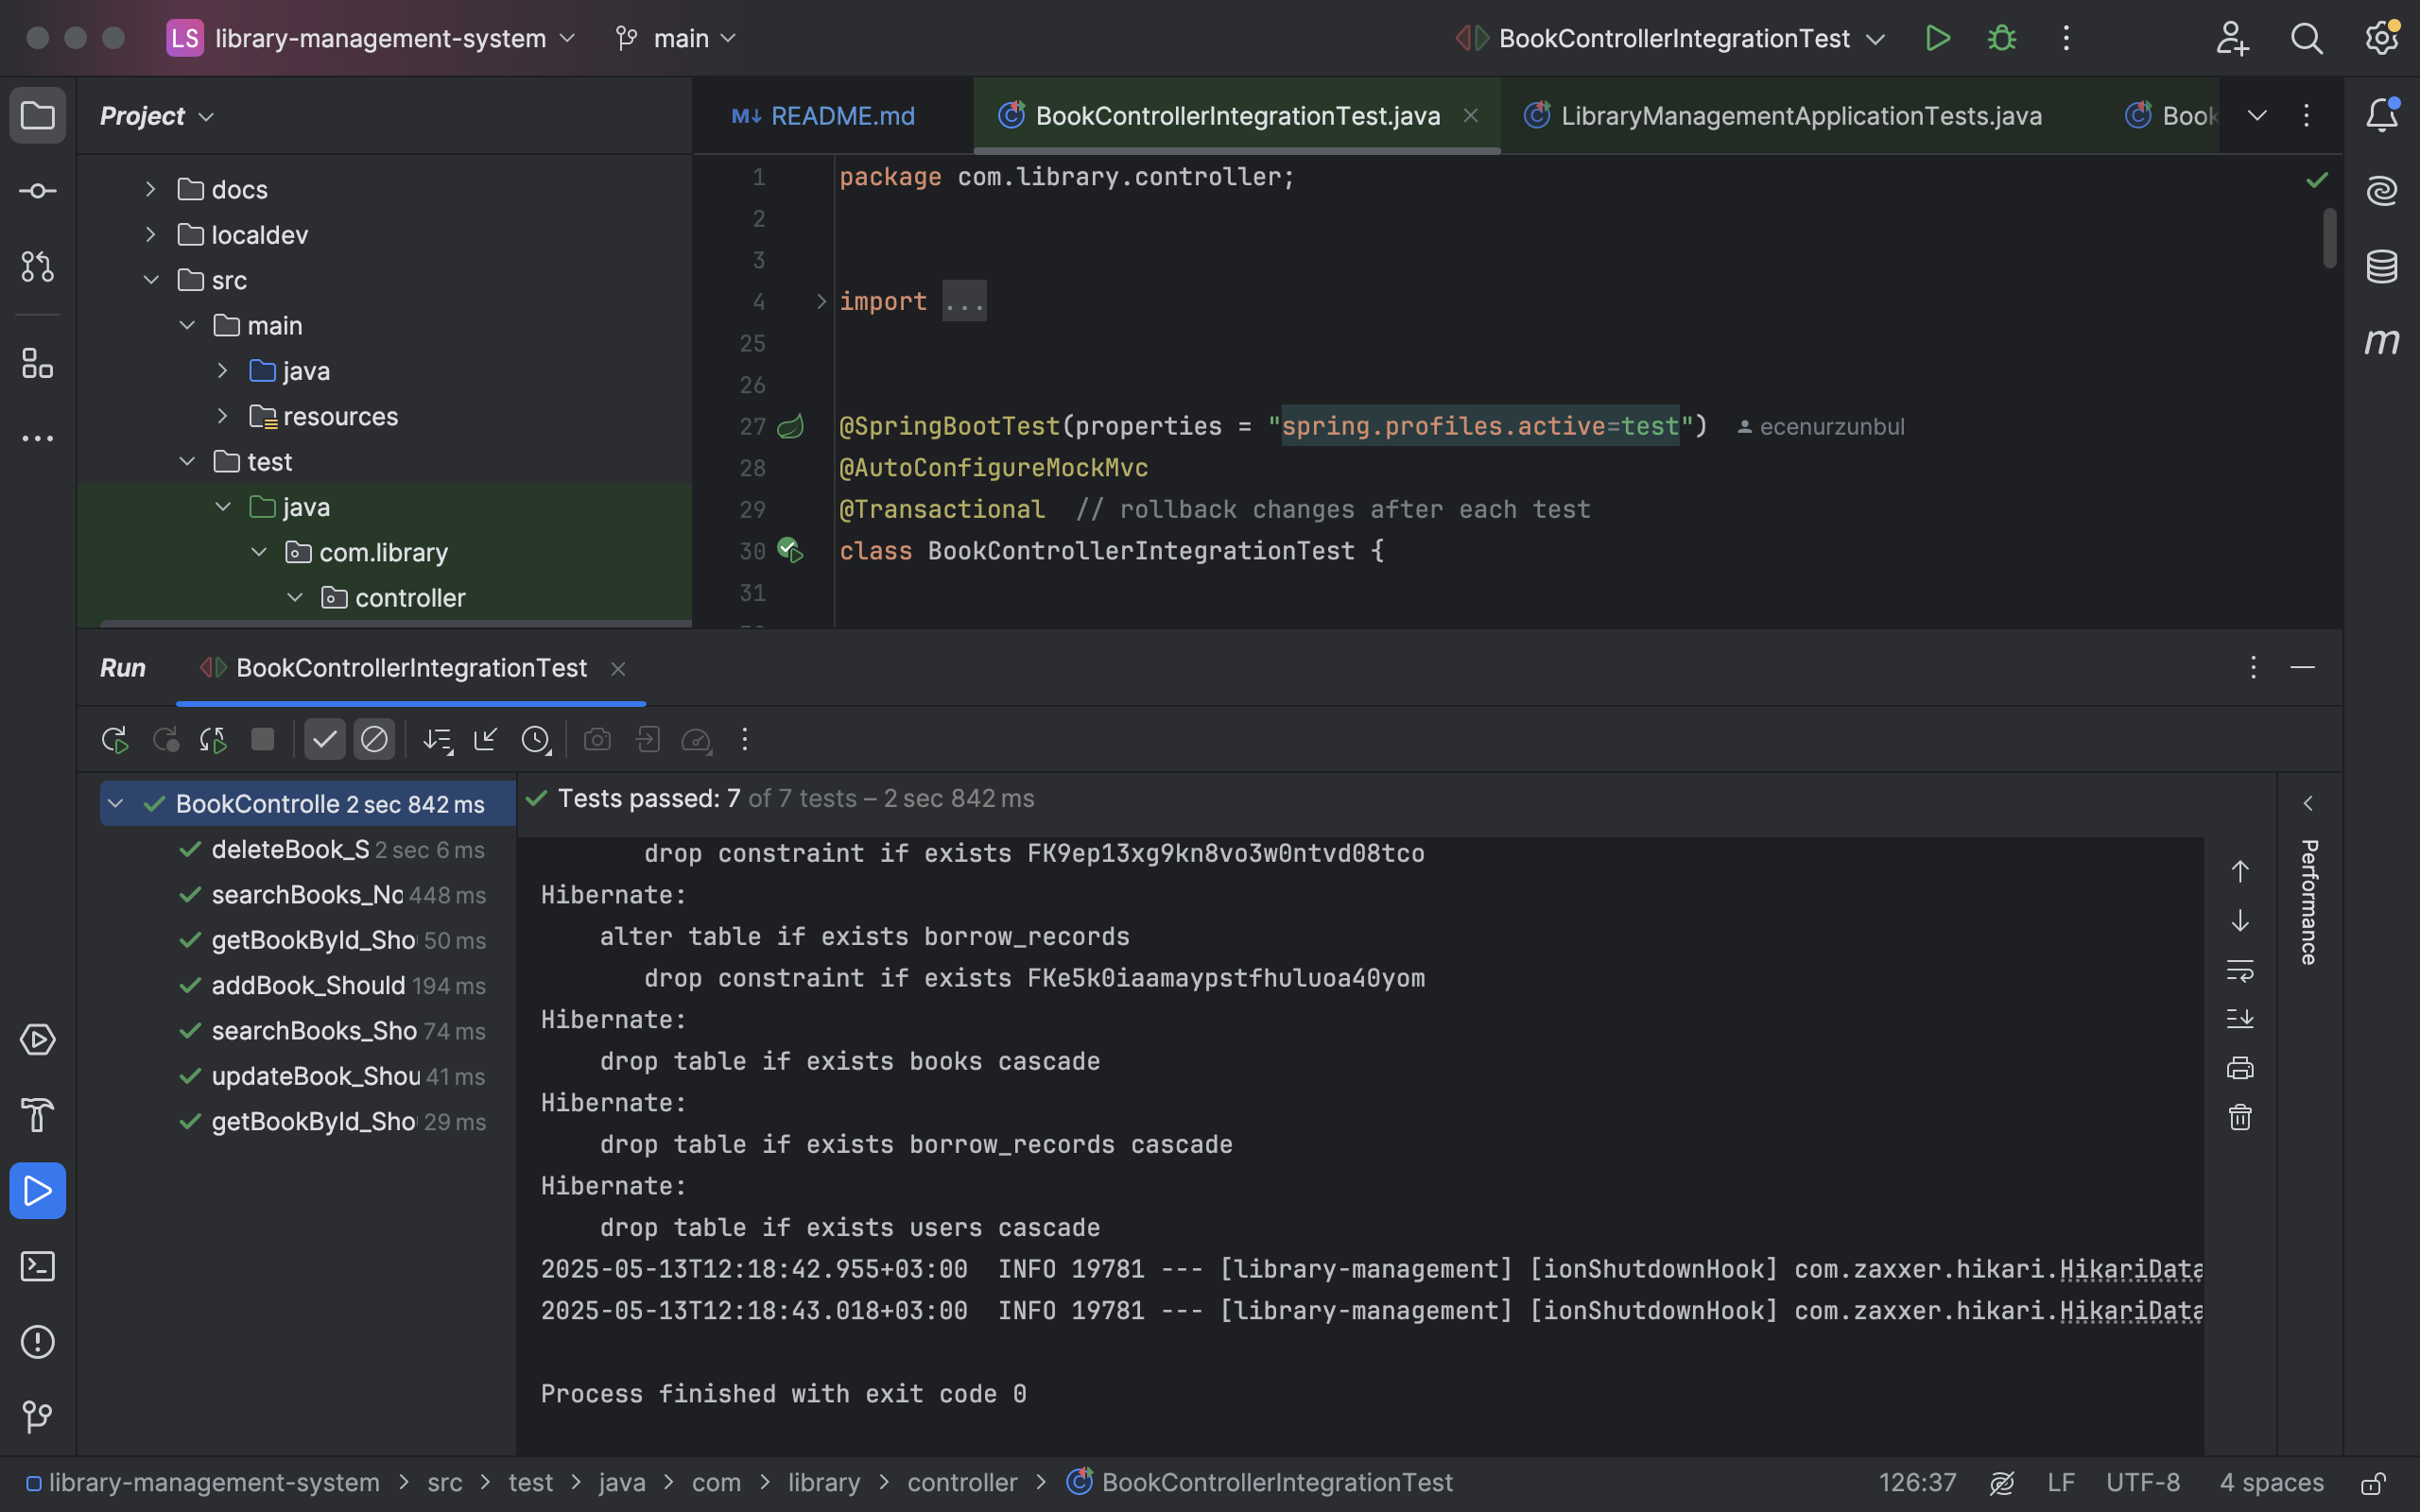 LS library-management-system main BookControllerIntegrationTest
Project
README.md BookControllerIntegrationTest.java LibraryManagementApplicationTests.java Book
docs
localdev
src
main
java
resources
test
java
com.library
controller
1 package com.library.controller;
2
3
4 import ...
25
26
27 @SpringBootTest(properties = "spring.profiles.active=test") ecenurzunbul
28 @AutoConfigureMockMvc
29 @Transactional // rollback changes after each test
30 class BookControllerIntegrationTest {
31
Run BookControllerIntegrationTest
BookControlle 2 sec 842 ms
deleteBook_S 2 sec 6 ms
searchBooks_No 448 ms
getBookById_Sho 50 ms
addBook_Should 194 ms
searchBooks_Sho 74 ms
updateBook_Shou 41 ms
getBookById_Sho 29 ms
Tests passed: 7 of 7 tests – 2 sec 842 ms
drop constraint if exists FK9ep13xg9kn8vo3w0ntvd08tco
Hibernate:
alter table if exists borrow_records
drop constraint if exists FKe5k0iaamaypstfhuluoa40yom
Hibernate:
drop table if exists books cascade
Hibernate:
drop table if exists borrow_records cascade
Hibernate:
drop table if exists users cascade
2025-05-13T12:18:42.955+03:00 INFO 19781 --- [library-management] [ionShutdownHook] com.zaxxer.hikari.HikariData
2025-05-13T12:18:43.018+03:00 INFO 19781 --- [library-management] [ionShutdownHook] com.zaxxer.hikari.HikariData
Process finished with exit code 0
Performance
library-management-system > src > test > java > com > library > controller > BookControllerIntegrationTest 126:37 LF UTF-8 4 spaces